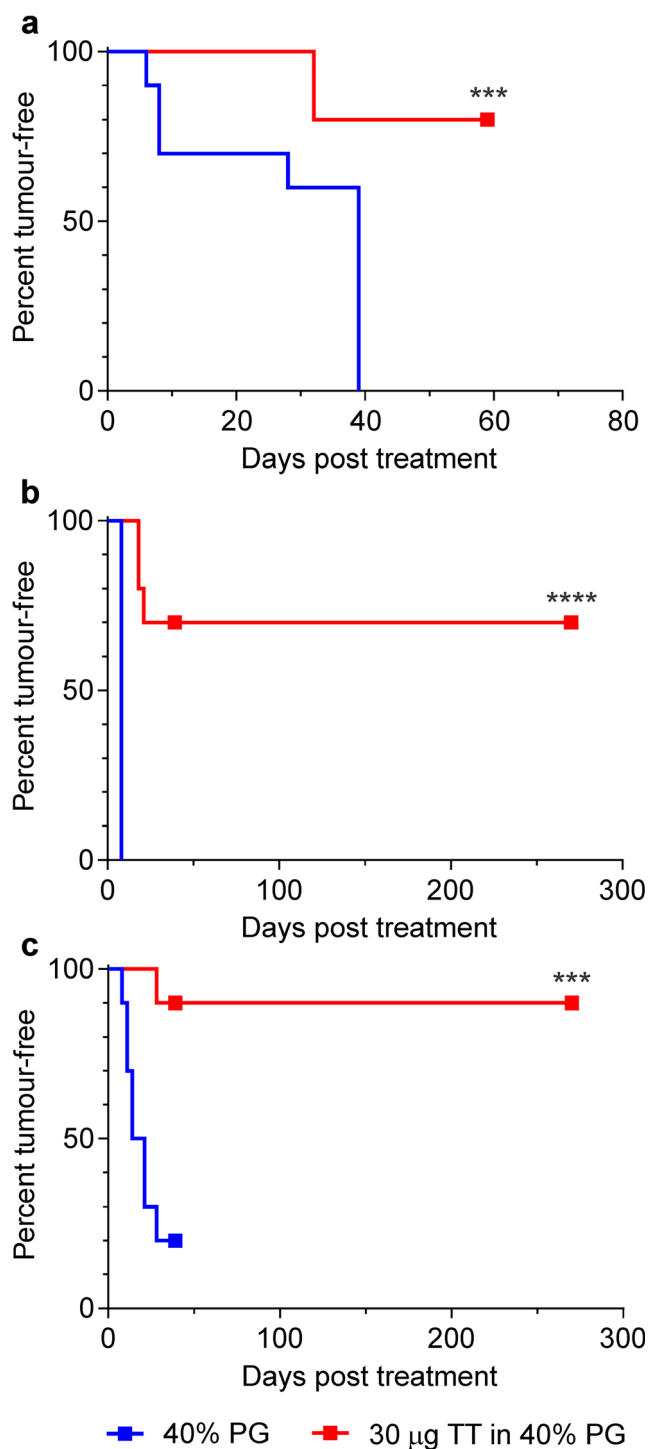 a
Percent tumour-free
100
50
0
***
0 20 40 60 80
Days post treatment
b
Percent tumour-free
100
50
0
****
0 100 200 300
Days post treatment
c
Percent tumour-free
100
50
0
***
0 100 200 300
Days post treatment
40% PG 30 μg TT in 40% PG